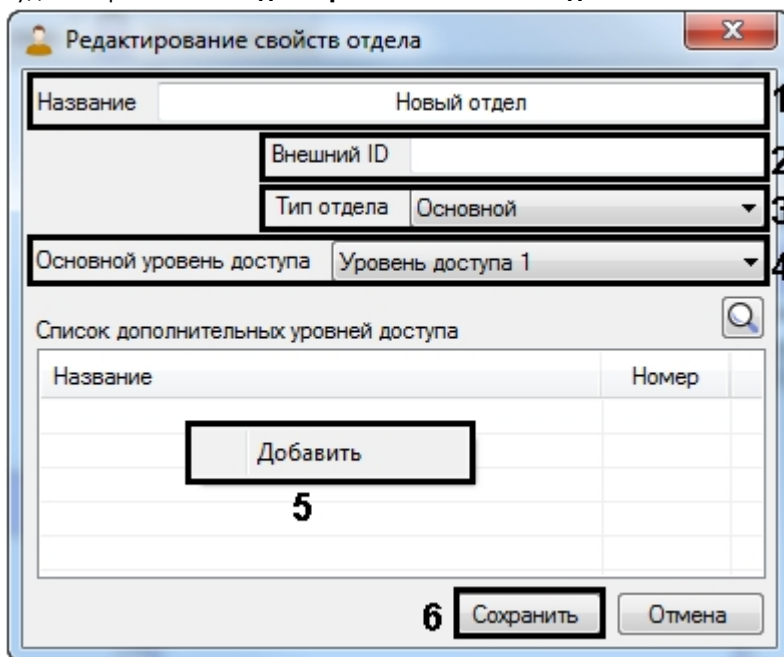 Редактирование свойств отдела
Название Новый отдел 1
Внешний ID 2
Тип отдела Основной 3
Основной уровень доступа Уровень доступа 1 4
Список дополнительных уровней доступа
Название Номер
Добавить
5
6 Сохранить Отмена